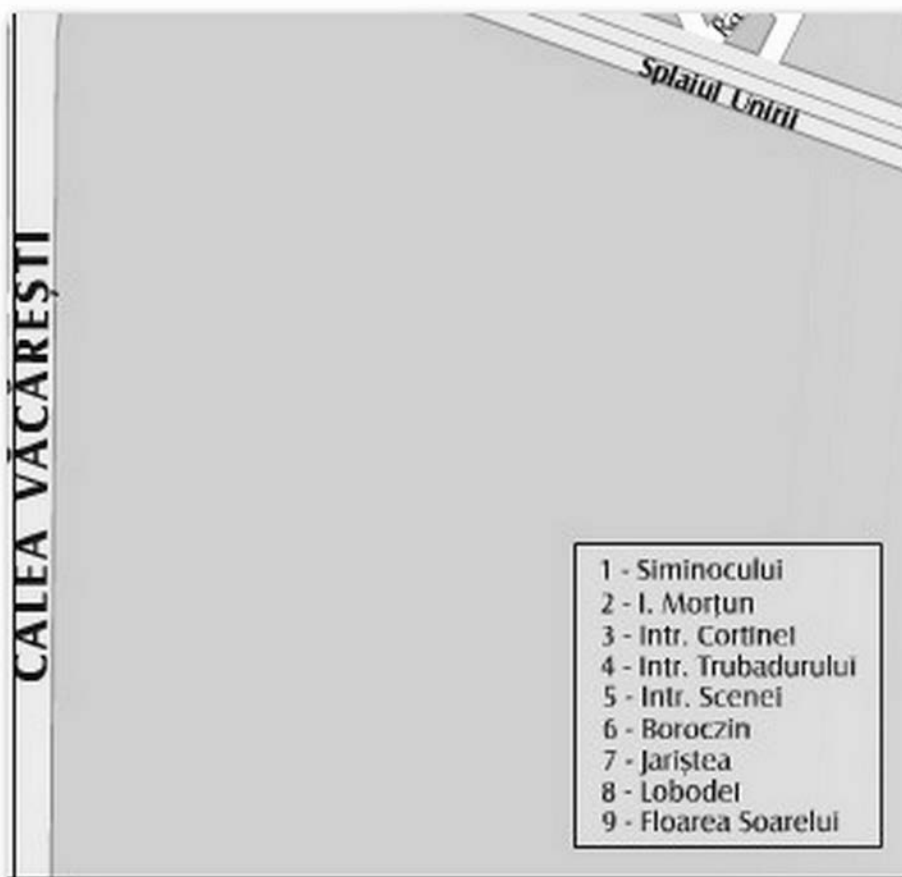 Splaiul Unirii
CALEA VĂCĂREȘTI
1 - Siminocului
2 - I. Morțun
3 - Intr. Cortinei
4 - Intr. Trubadurului
5 - Intr. Scenei
6 - Boroczin
7 - Jariștea
8 - Lobodei
9 - Floarea Soarelui